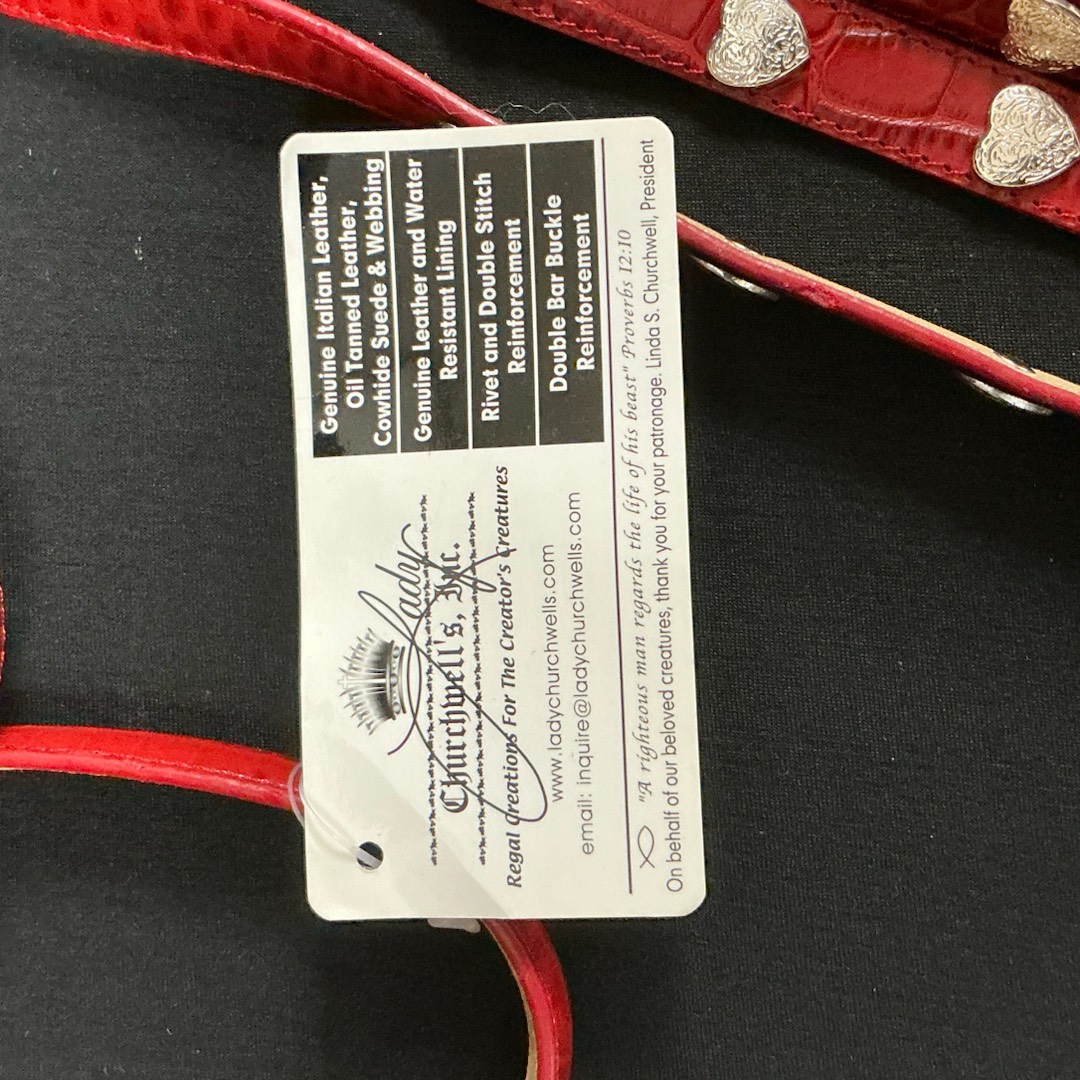 Lady
Churchwell's, Inc.
Regal Creations For The Creator's Creatures
www.ladychurchwells.com
email: inquire@ladychurchwells.com
Genuine Italian Leather,
Oil Tanned Leather,
Cowhide Suede & Webbing
Genuine Leather and Water
Resistant Lining
Rivet and Double Stitch
Reinforcement
Double Bar Buckle
Reinforcement
"A righteous man regards the life of his beast" Proverbs 12:10
On behalf of our beloved creatures, thank you for your patronage. Linda S. Churchwell, President